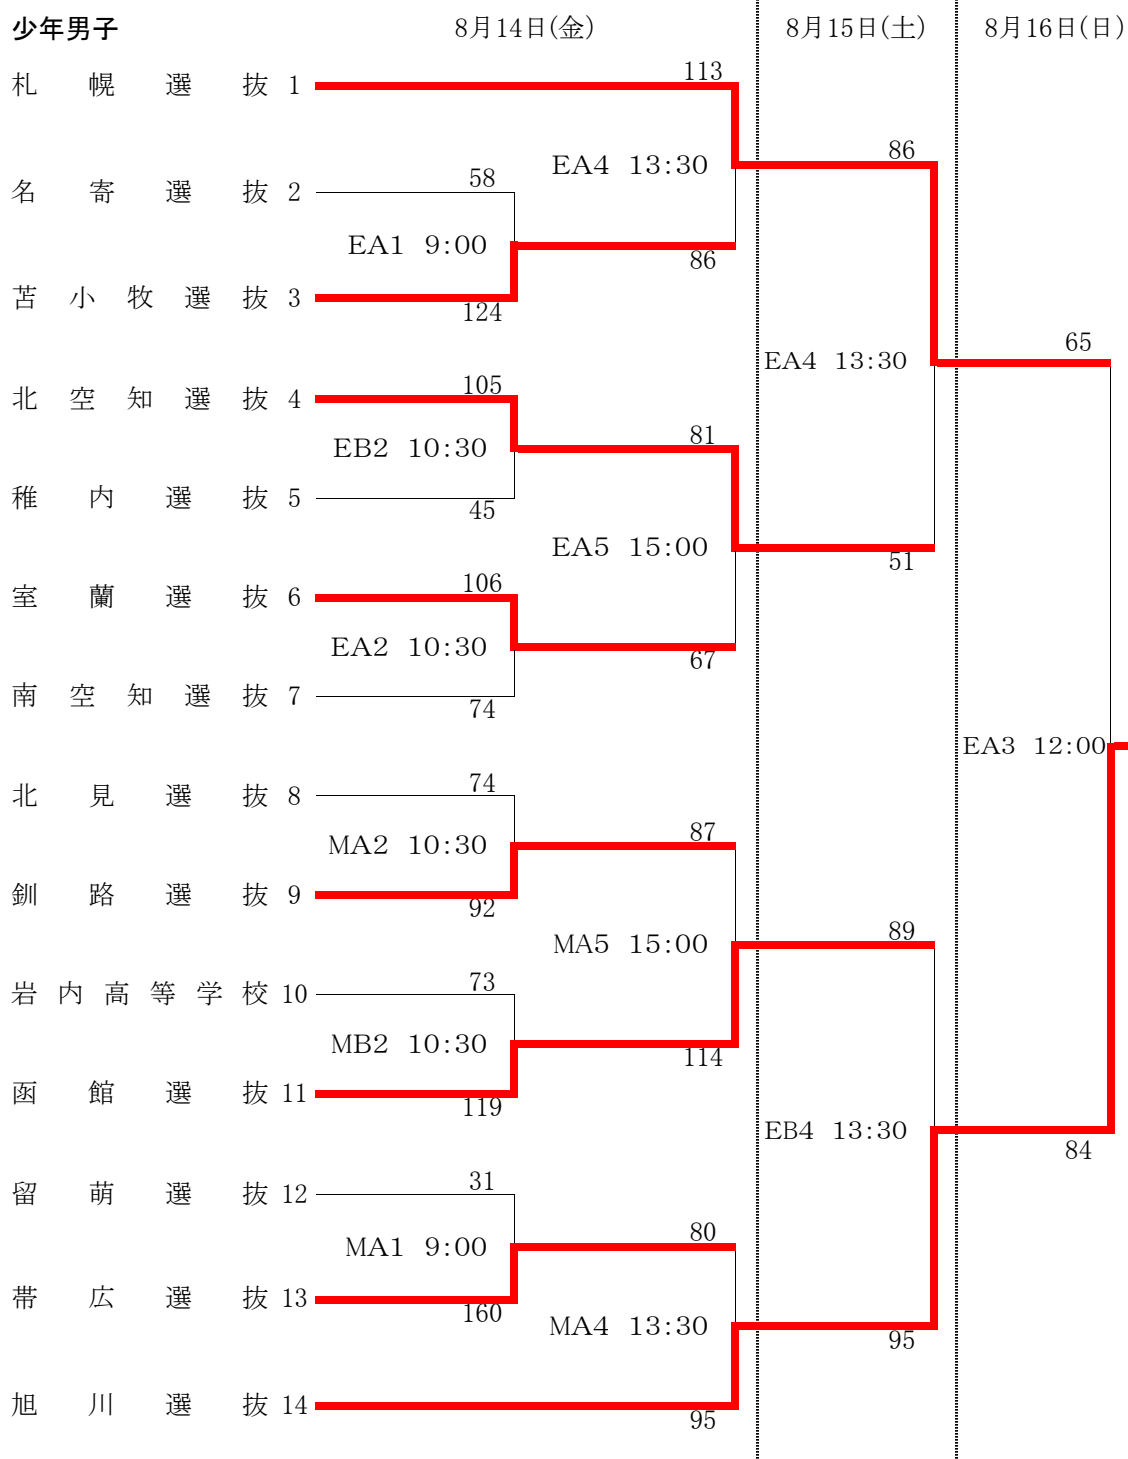 少年男子 8月14日(金) 8月15日(土) 8月16日(日)
113
札幌選抜 1
86
EA4 13:30
58
名寄選抜 2
EA1 9:00
86
苫小牧選抜 3
124
65
EA4 13:30
105
北空知選抜 4
81
EB2 10:30
稚内選抜 5
45
EA5 15:00
51
106
室蘭選抜 6
EA2 10:30
67
南空知選抜 7
74
EA3 12:00
74
北見選抜 8
87
MA2 10:30
釧路選抜 9
92
89
MA5 15:00
73
岩内高等学校 10
MB2 10:30
114
函館選抜 11
119
EB4 13:30
84
31
留萌選抜 12
80
MA1 9:00
帯広選抜 13
160
MA4 13:30
95
旭川選抜 14
95